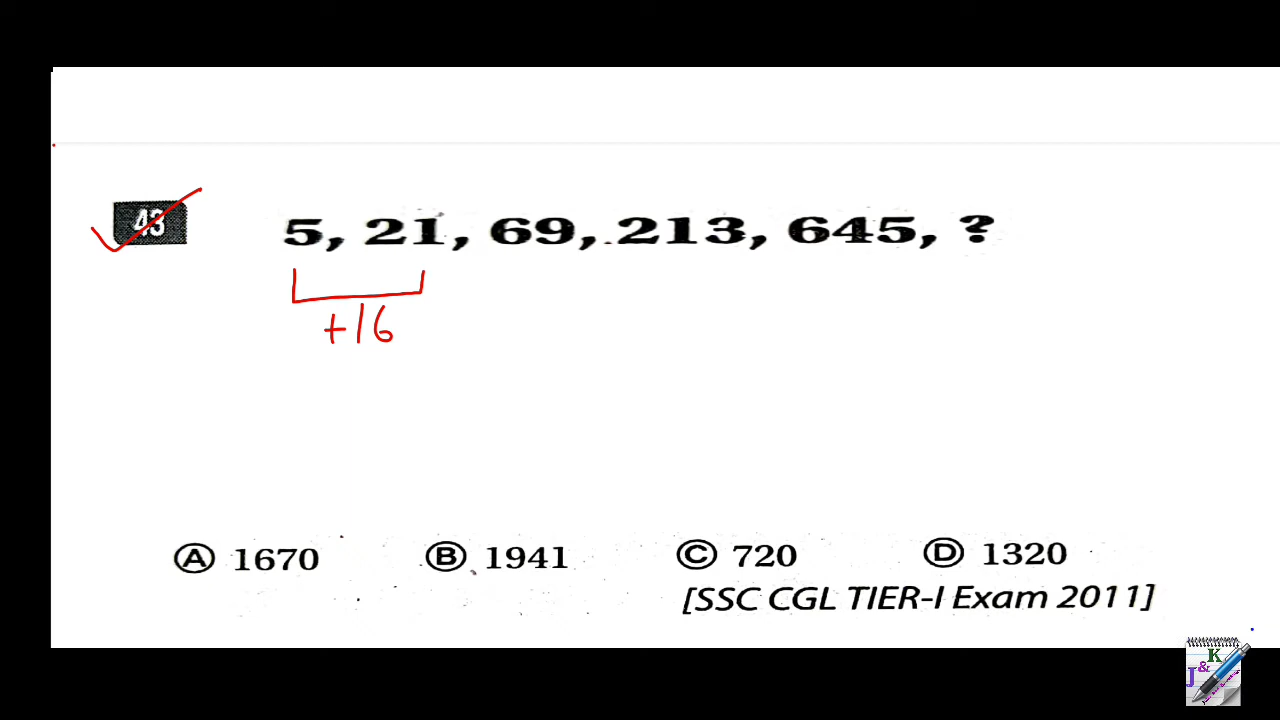 43 5, 21, 69, 213, 645, ?
+16
Ⓐ 1670 Ⓑ 1941 Ⓒ 720 Ⓓ 1320
[SSC CGL TIER-I Exam 2011]
J & K